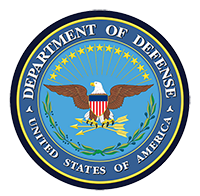 DEPARTMENT OF DEFENSE
UNITED STATES OF AMERICA